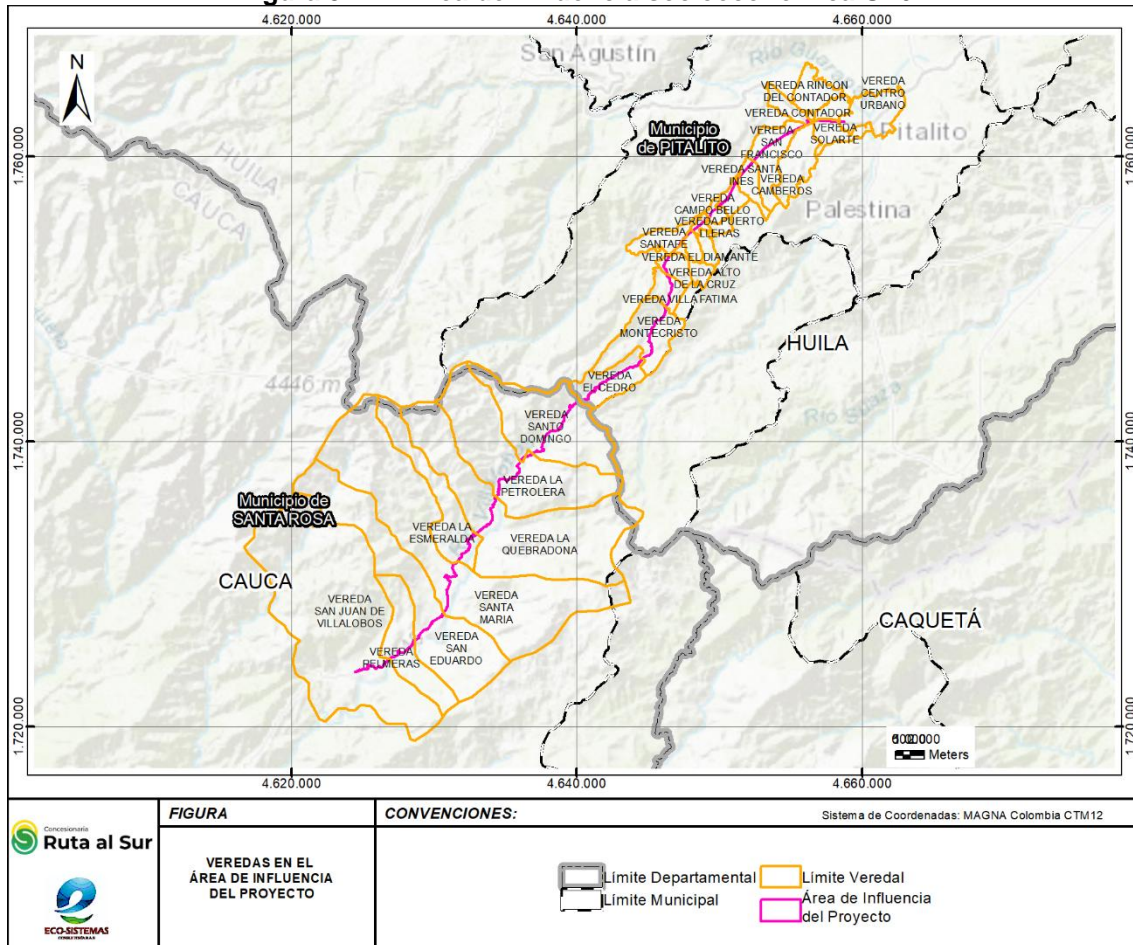 4.620.000
4.640.000
4.660.000
N
San Agustín
VEREDA RINCON
DEL CONTADOR
VEREDA
CENTRO
URBANO
VEREDA CONTADOR
Municipio
de PITALITO
VEREDA
SAN
FRANCISCO
VEREDA
SOLARTE
Pitalito
1.760.000
1.760.000
VEREDA SANTA
INES
VEREDA
CAMBEROS
HUILA
CAUCA
VEREDA
CAMPO BELLO
VEREDA PUERTO
LLERAS
Palestina
VEREDA
SANTAFE
VEREDA EL DIAMANTE
VEREDA ALTO
DE LA CRUZ
VEREDA VILLA FATIMA
VEREDA
MONTECRISTO
HUILA
4446 m
VEREDA
EL CEDRO
VEREDA
SANTO
DOMINGO
1.740.000
1.740.000
VEREDA LA
PETROLERA
Municipio de
SANTA ROSA
VEREDA LA
ESMERALDA
VEREDA LA
QUEBRADONA
CAUCA
VEREDA
SAN JUAN DE
VILLALOBOS
VEREDA
SANTA
MARIA
CAQUETÁ
VEREDA
PELMERAS
VEREDA
SAN
EDUARDO
1.720.000
1.720.000
Meters
4.620.000
4.640.000
4.660.000
Concesionaria
Ruta al Sur
ECO-SISTEMAS
FIGURA
VEREDAS EN EL
ÁREA DE INFLUENCIA
DEL PROYECTO
CONVENCIONES:
Sistema de Coordenadas: MAGNA Colombia CTM12
Límite Departamental
Límite Veredal
Límite Municipal
Área de Influencia
del Proyecto